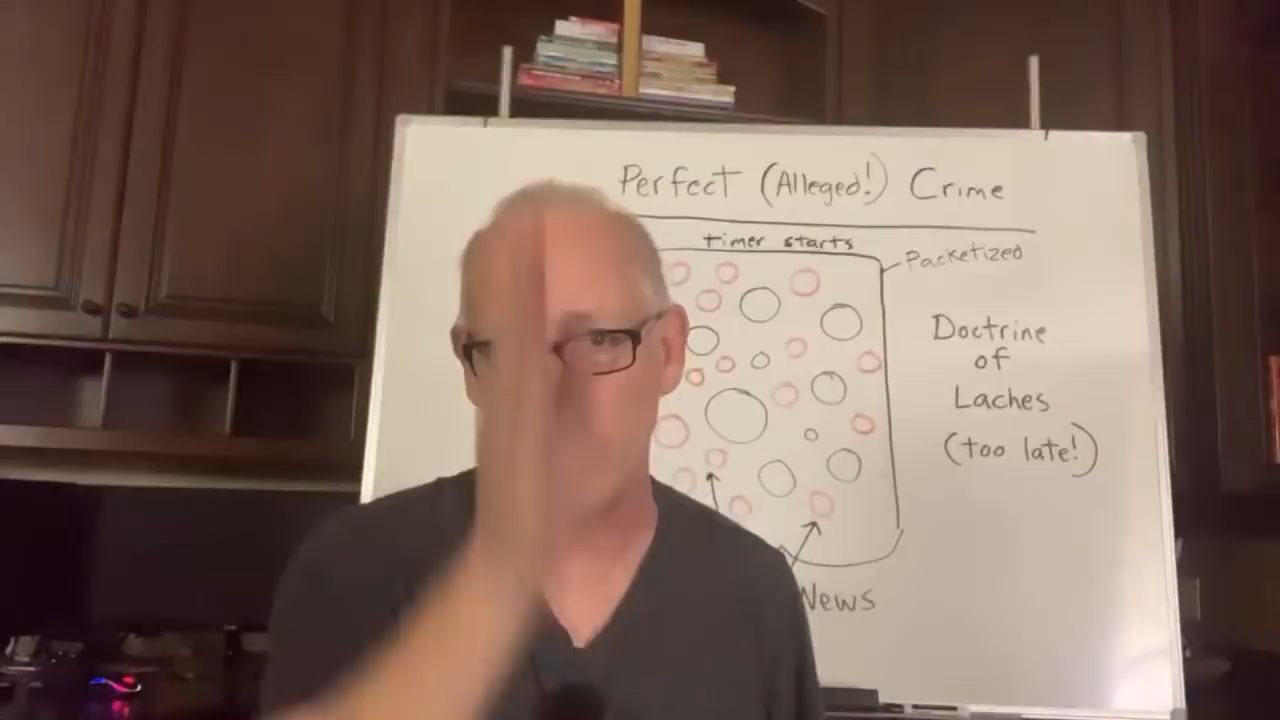 Perfect (Alleged!) Crime
timer starts
Packetized
Doctrine
of
Laches
(too late!)
News